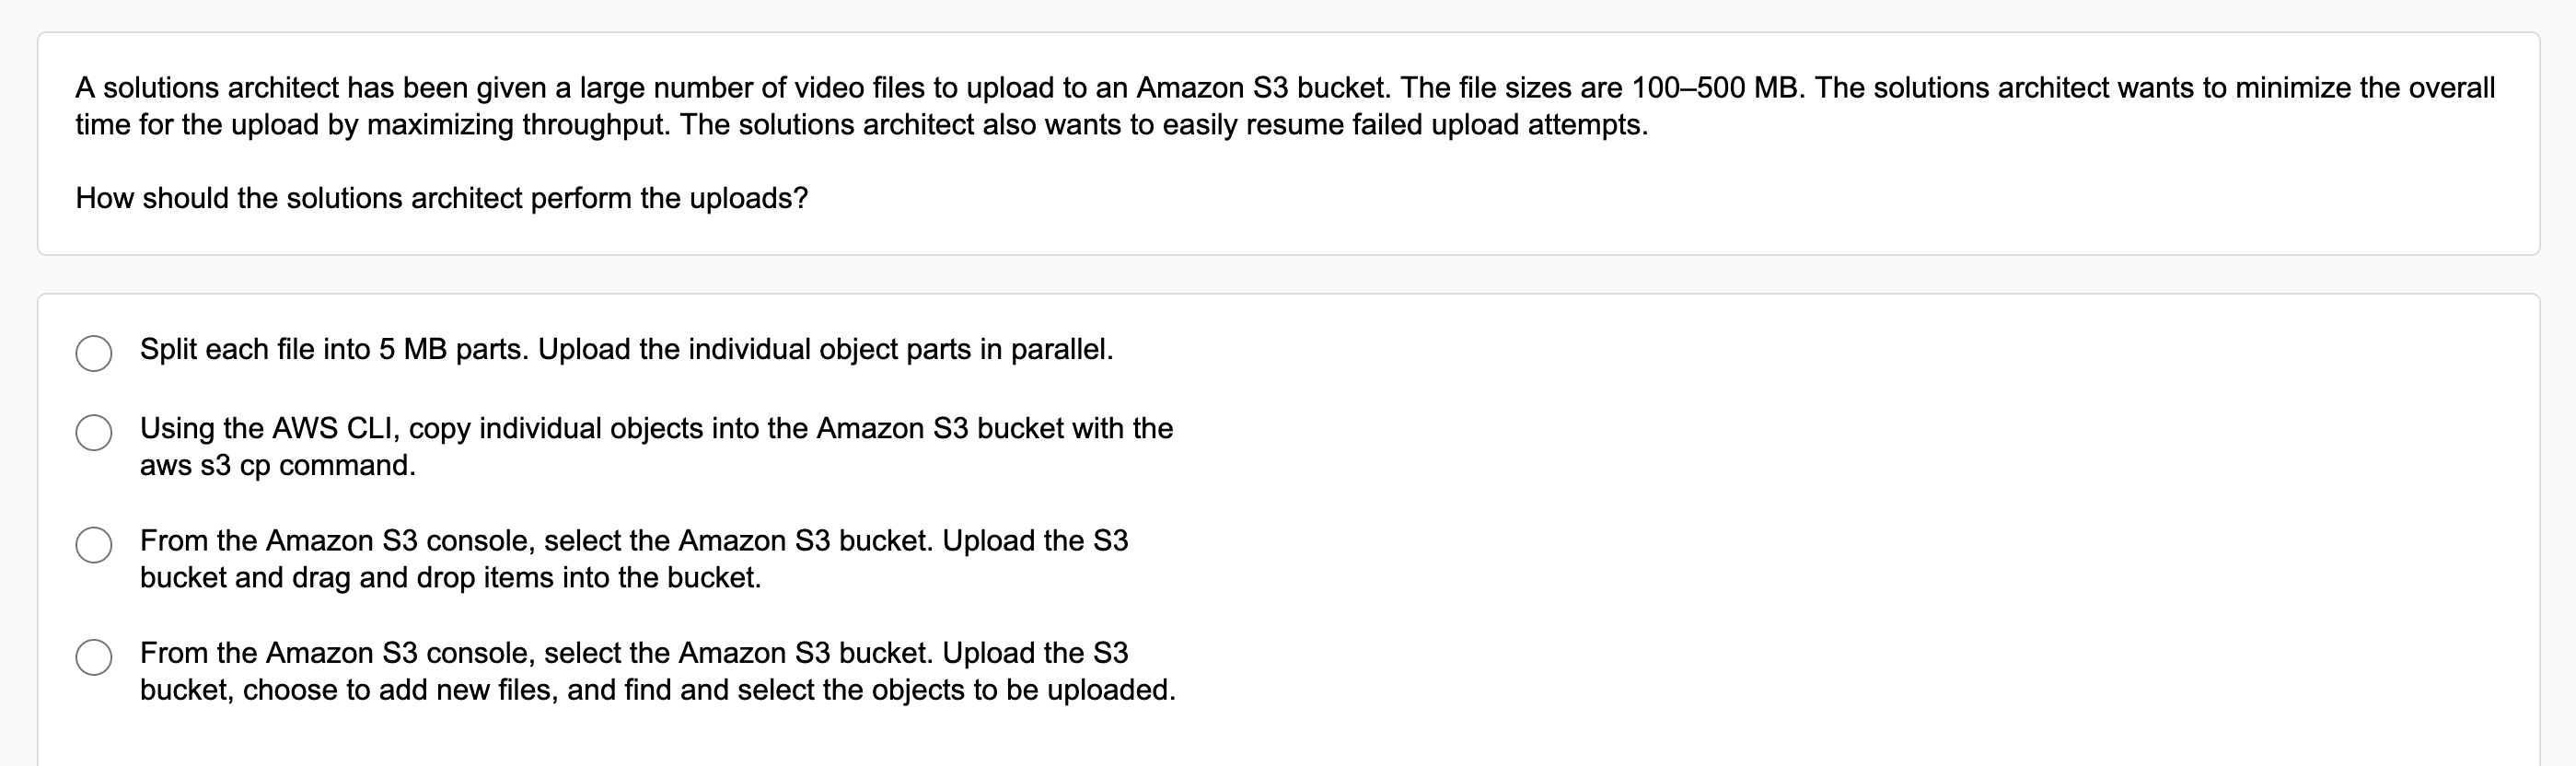 A solutions architect has been given a large number of video files to upload to an Amazon S3 bucket. The file sizes are 100–500 MB. The solutions architect wants to minimize the overall
time for the upload by maximizing throughput. The solutions architect also wants to easily resume failed upload attempts.
How should the solutions architect perform the uploads?
Split each file into 5 MB parts. Upload the individual object parts in parallel.
Using the AWS CLI, copy individual objects into the Amazon S3 bucket with the
aws s3 cp command.
From the Amazon S3 console, select the Amazon S3 bucket. Upload the S3
bucket and drag and drop items into the bucket.
From the Amazon S3 console, select the Amazon S3 bucket. Upload the S3
bucket, choose to add new files, and find and select the objects to be uploaded.